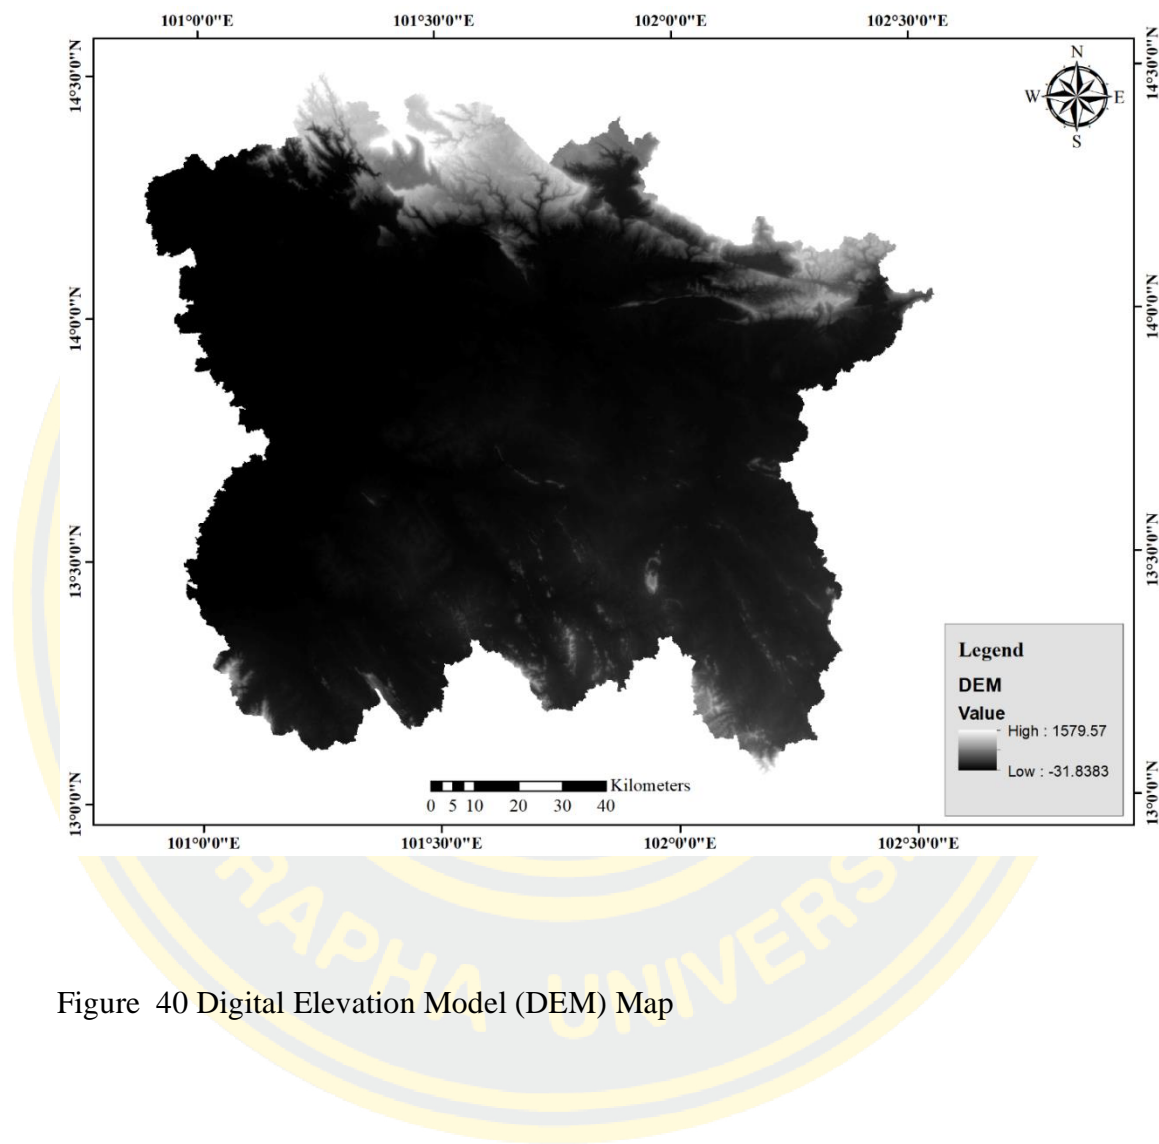 101°0'0"E 101°30'0"E 102°0'0"E 102°30'0"E
14°30'0"N 14°30'0"N
N
W E
S
14°0'0"N 14°0'0"N
13°30'0"N 13°30'0"N
Legend
DEM
Value
High : 1579.57
Low : -31.8383
13°0'0"N 13°0'0"N
Kilometers
0 5 10 20 30 40
101°0'0"E 101°30'0"E 102°0'0"E 102°30'0"E
RAPHA UNIVERS
Figure 40 Digital Elevation Model (DEM) Map